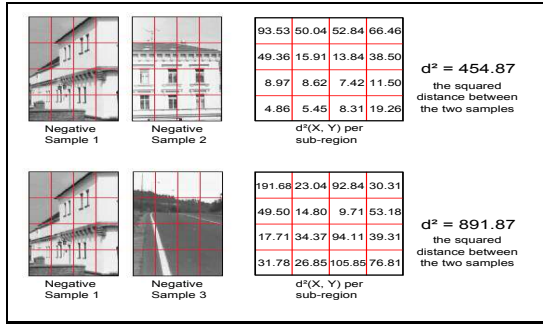 93.53 50.04 52.84 66.46
49.36 15.91 13.84 38.50
8.97 8.62 7.42 11.50
4.86 5.45 8.31 19.26
d² = 454.87
the squared
distance between
the two samples
Negative
Sample 1
Negative
Sample 2
d²(X, Y) per
sub-region
191.68 23.04 92.84 30.31
49.50 14.80 9.71 53.18
17.71 34.37 94.11 39.31
31.78 26.85 105.85 76.81
d² = 891.87
the squared
distance between
the two samples
Negative
Sample 1
Negative
Sample 3
d²(X, Y) per
sub-region